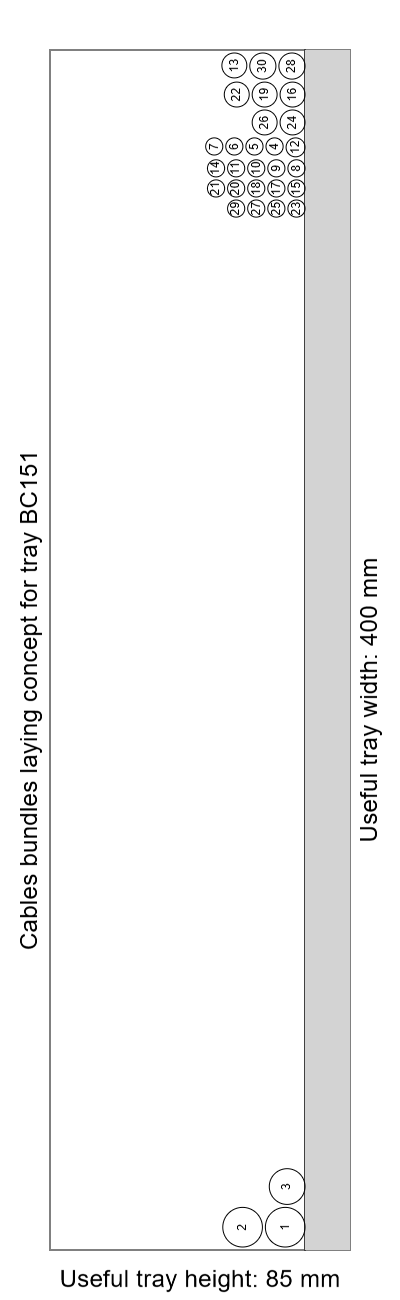 Cables bundles laying concept for tray BC151
13 30 28
22 19 16
26 24
7 6 5 4 12
14 11 10 9 8
21 20 18 17 15
29 27 25 23
3
2 1
Useful tray width: 400 mm
Useful tray height: 85 mm